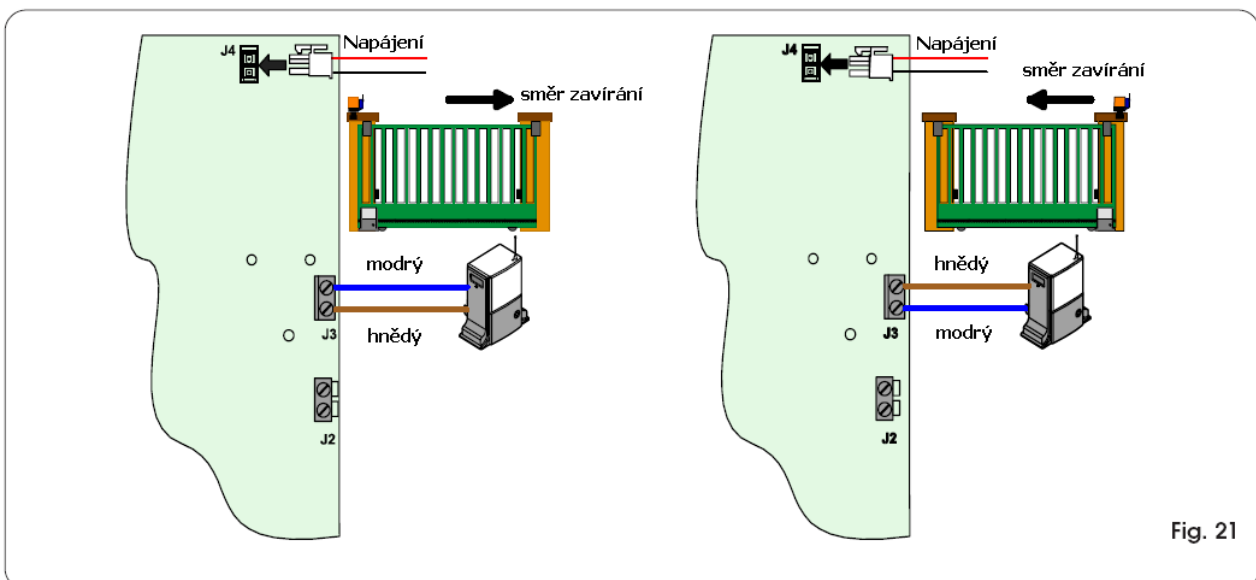 J4
Napájení
směr zavírání
modrý
J3
hnědý
J2
J4
Napájení
směr zavírání
hnědý
J3
modrý
J2
Fig. 21